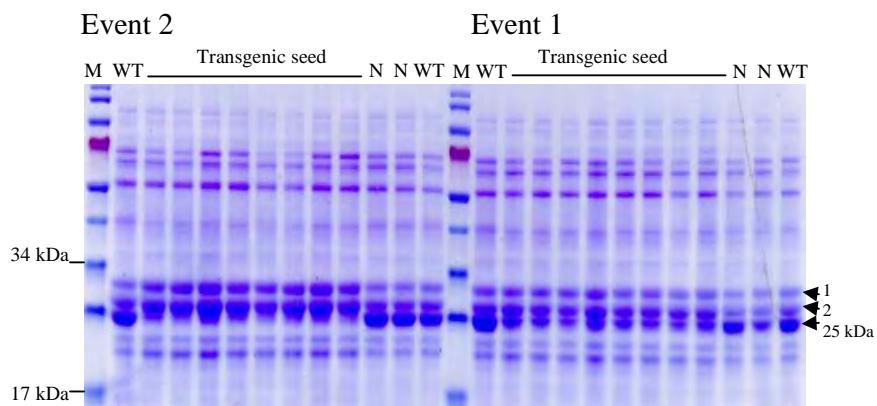 Event 2 Event 1
Transgenic seed Transgenic seed
M WT N N WT M WT N N WT
34 kDa
1
2
25 kDa
17 kDa